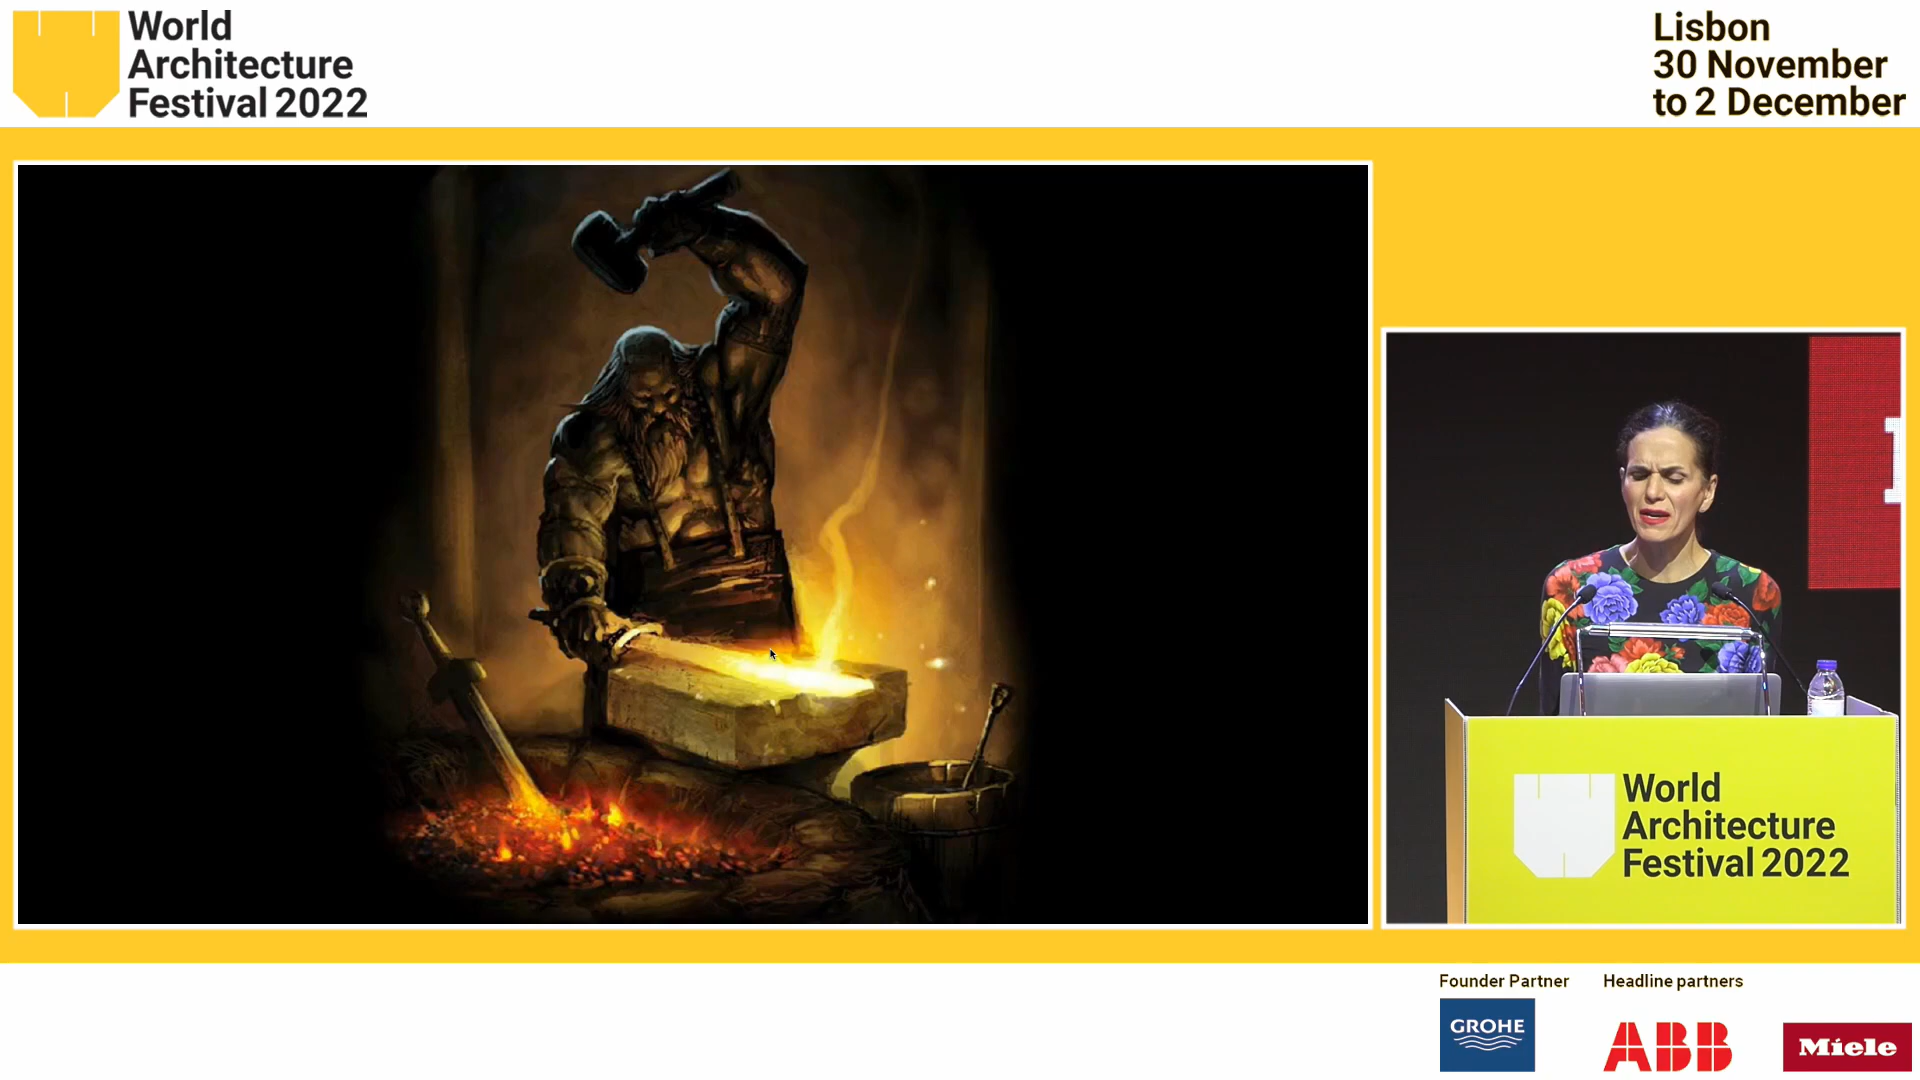 World
Architecture
Festival 2022
Lisbon
30 November
to 2 December
World
Architecture
Festival 2022
Founder Partner
Headline partners
GROHE
ABB
Miele